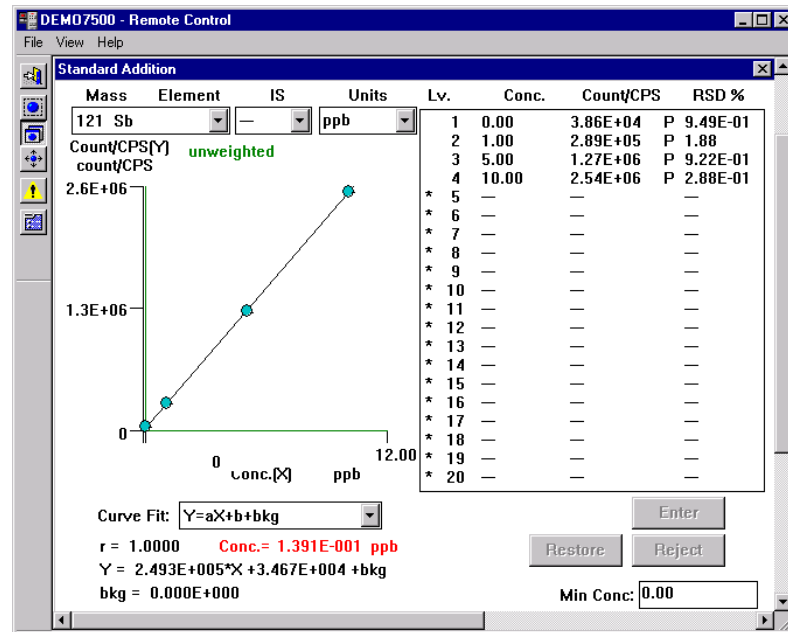 DEMO7500 - Remote Control
File View Help
Standard Addition
Mass Element IS Units
121 Sb — ppb
Count/CPS(Y) unweighted
count/CPS
2.6E+06
1.3E+06
0
0 12.00
Conc.(X) ppb
Lv. Conc. Count/CPS RSD %
1 0.00 3.86E+04 P 9.49E-01
2 1.00 2.89E+05 P 1.88
3 5.00 1.27E+06 P 9.22E-01
4 10.00 2.54E+06 P 2.88E-01
* 5 — — —
* 6 — — —
* 7 — — —
* 8 — — —
* 9 — — —
* 10 — — —
* 11 — — —
* 12 — — —
* 13 — — —
* 14 — — —
* 15 — — —
* 16 — — —
* 17 — — —
* 18 — — —
* 19 — — —
* 20 — — —
Curve Fit: Y=aX+b+bkg
r = 1.0000 Conc.= 1.391E-001 ppb
Y = 2.493E+005*X +3.467E+004 +bkg
bkg = 0.000E+000
Enter
Restore Reject
Min Conc: 0.00